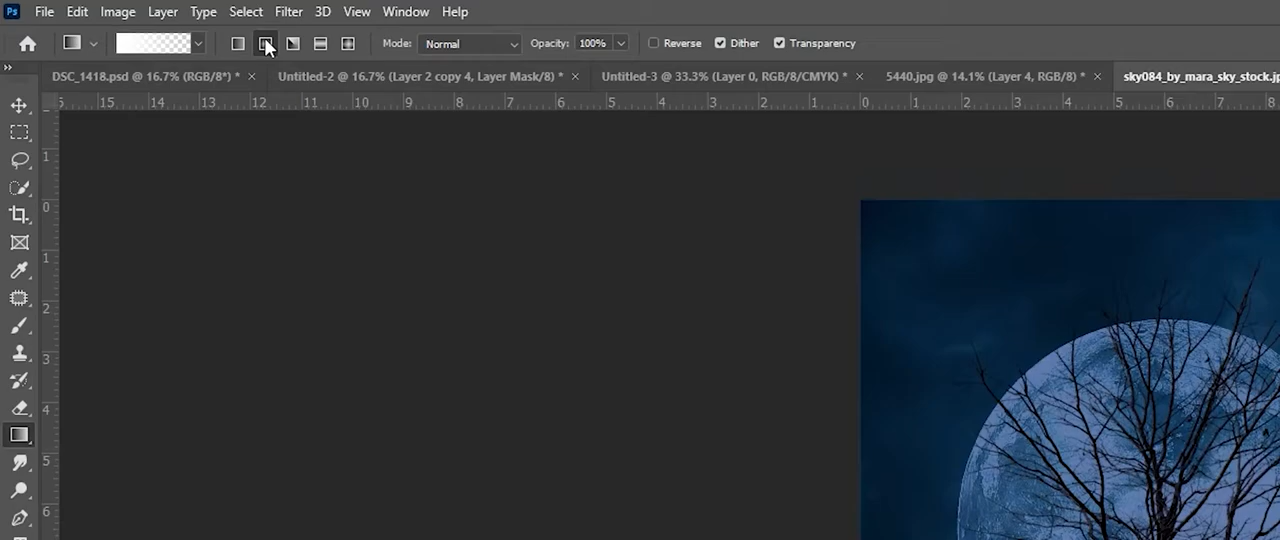 Ps File Edit Image Layer Type Select Filter 3D View Window Help
Mode: Normal Opacity: 100% Reverse Dither Transparency
DSC_1418.psd @ 16.7% (RGB/8*) * × Untitled-2 @ 16.7% (Layer 2 copy 4, Layer Mask/8) * × Untitled-3 @ 33.3% (Layer 0, RGB/8/CMYK) * × 5440.jpg @ 14.1% (Layer 4, RGB/8) * × sky084_by_mara_sky_stock.jp
15 14 13 12 11 10 9 8 7 6 5 4 3 2 1 0 1 2 3 4 5 6 7 8
1
0
1
2
3
4
5
6